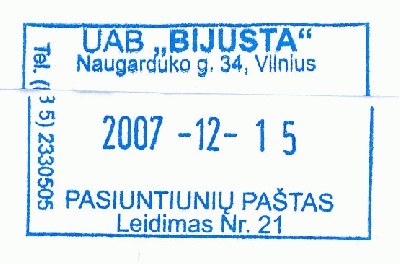 UAB „BIJUSTA“
Naugarduko g. 34, Vilnius
Tel. (8 5) 2330505
2007 -12- 15
PASIUNTIUNIŲ PAŠTAS
Leidimas Nr. 21